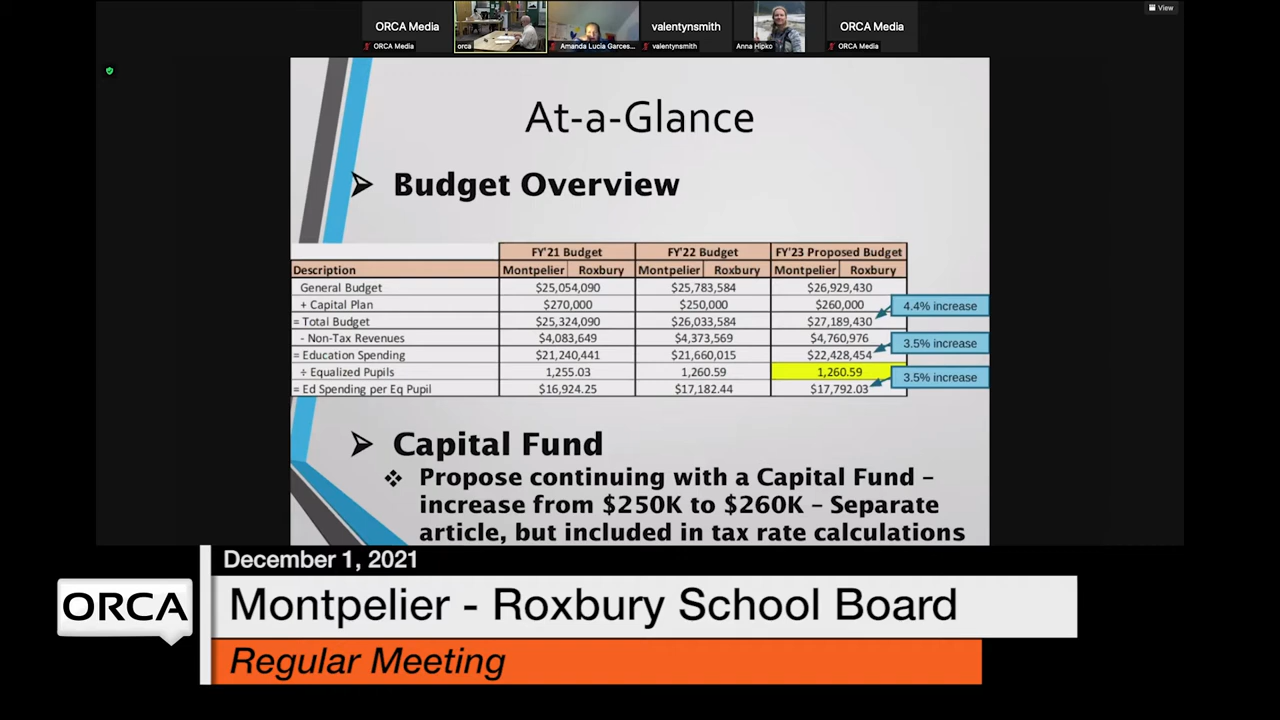 View
ORCA Media
valentynsmith
ORCA Media
ORCA Media
orca
Amanda Lucia Garces...
valentynsmith
Anna Hipko
ORCA Media
At-a-Glance
Budget Overview
FY'21 Budget FY'22 Budget FY'23 Proposed Budget
Description Montpelier Roxbury Montpelier Roxbury Montpelier Roxbury
General Budget $25,054,090 $25,783,584 $26,929,430
+ Capital Plan $270,000 $250,000 $260,000
4.4% increase
= Total Budget $25,324,090 $26,033,584 $27,189,430
- Non-Tax Revenues $4,083,649 $4,373,569 $4,760,976
3.5% increase
= Education Spending $21,240,441 $21,660,015 $22,428,454
÷ Equalized Pupils 1,255.03 1,260.59 1,260.59
3.5% increase
= Ed Spending per Eq Pupil $16,924.25 $17,182.44 $17,792.03
Capital Fund
Propose continuing with a Capital Fund –
increase from $250K to $260K – Separate
article, but included in tax rate calculations
December 1, 2021
ORCA
Montpelier - Roxbury School Board
Regular Meeting